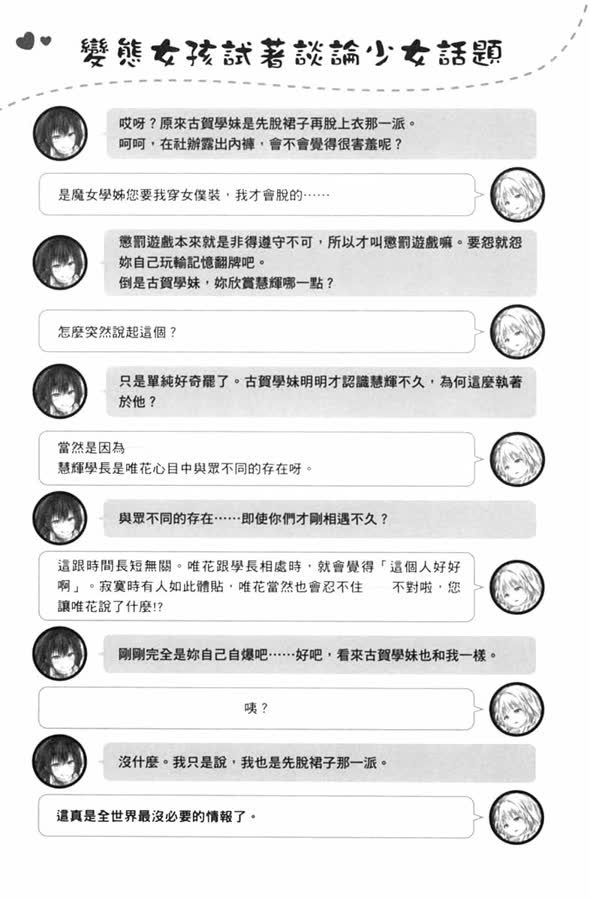 變態女孩試著談論少女話題
哎呀？原來古賀學妹是先脫裙子再脫上衣那一派。
呵呵，在社辦露出內褲，會不會覺得很害羞呢？
是魔女學姊您要我穿女僕裝，我才會脫的⋯⋯
懲罰遊戲本來就是非得遵守不可，所以才叫懲罰遊戲嘛。要怨就怨
妳自己玩輸記憶翻牌吧。
倒是古賀學妹，妳欣賞慧輝哪一點？
怎麼突然說起這個？
只是單純好奇罷了。古賀學妹明明才認識慧輝不久，為何這麼執著
於他？
當然是因為
慧輝學長是唯花心目中與眾不同的存在呀。
與眾不同的存在⋯⋯即使你們才剛相遇不久？
這跟時間長短無關。唯花跟學長相處時，就會覺得「這個人好好
啊」。寂寞時有人如此體貼，唯花當然也會忍不住——不對啦，您
讓唯花說了什麼!?
剛剛完全是妳自己自爆吧⋯⋯好吧，看來古賀學妹也和我一樣。
咦？
沒什麼。我只是說，我也是先脫裙子那一派。
這真是全世界最沒必要的情報了。